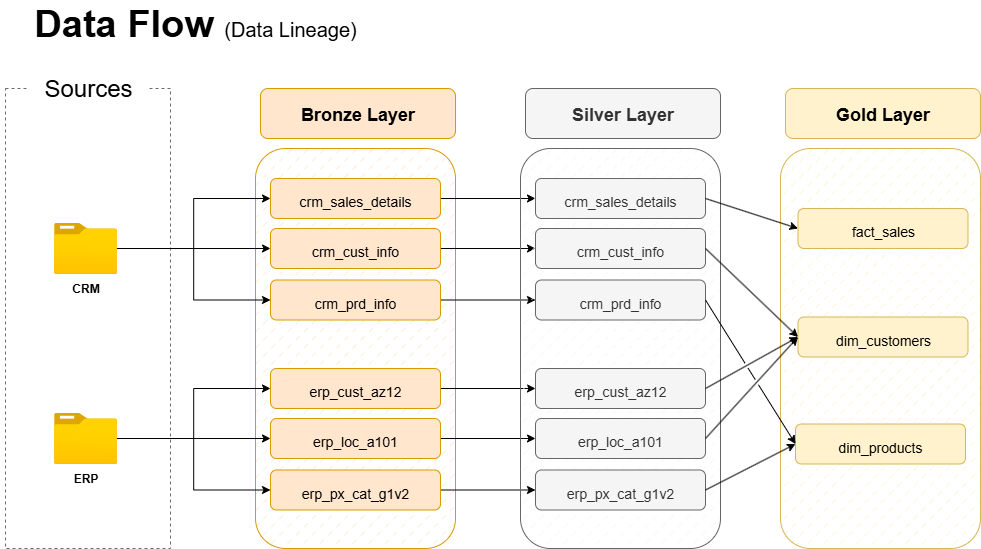 Data Flow (Data Lineage)
Sources
Bronze Layer
Silver Layer
Gold Layer
CRM
ERP
crm_sales_details
crm_cust_info
crm_prd_info
erp_cust_az12
erp_loc_a101
erp_px_cat_g1v2
crm_sales_details
crm_cust_info
crm_prd_info
erp_cust_az12
erp_loc_a101
erp_px_cat_g1v2
fact_sales
dim_customers
dim_products